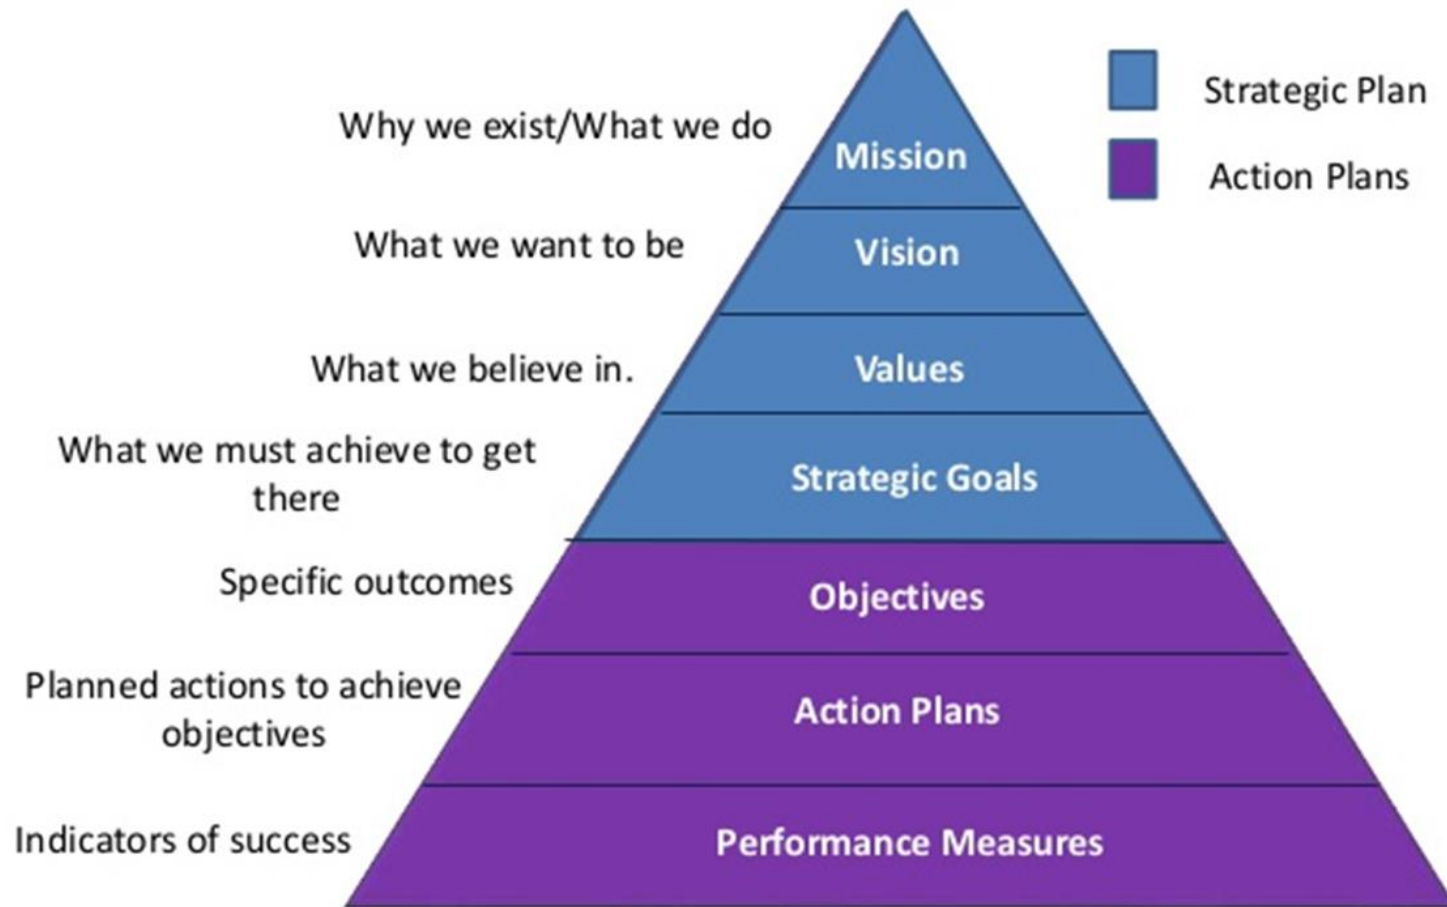 Why we exist/What we do
Mission
Strategic Plan
Action Plans
What we want to be
Vision
What we believe in.
Values
What we must achieve to get
there
Strategic Goals
Specific outcomes
Objectives
Planned actions to achieve
objectives
Action Plans
Indicators of success
Performance Measures